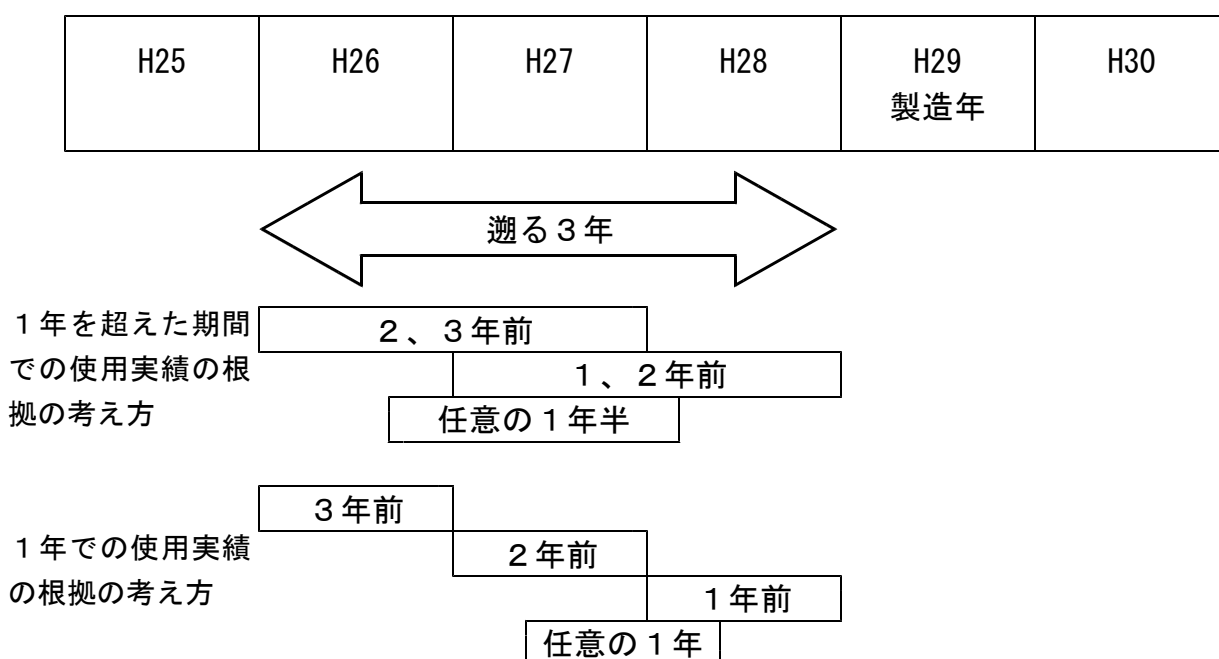 H25 H26 H27 H28 H29 H30
製造年
遡る3年
1年を超えた期間
での使用実績の根
拠の考え方
2、3年前
1、2年前
任意の1年半
1年での使用実績
の根拠の考え方
3年前
2年前
1年前
任意の1年